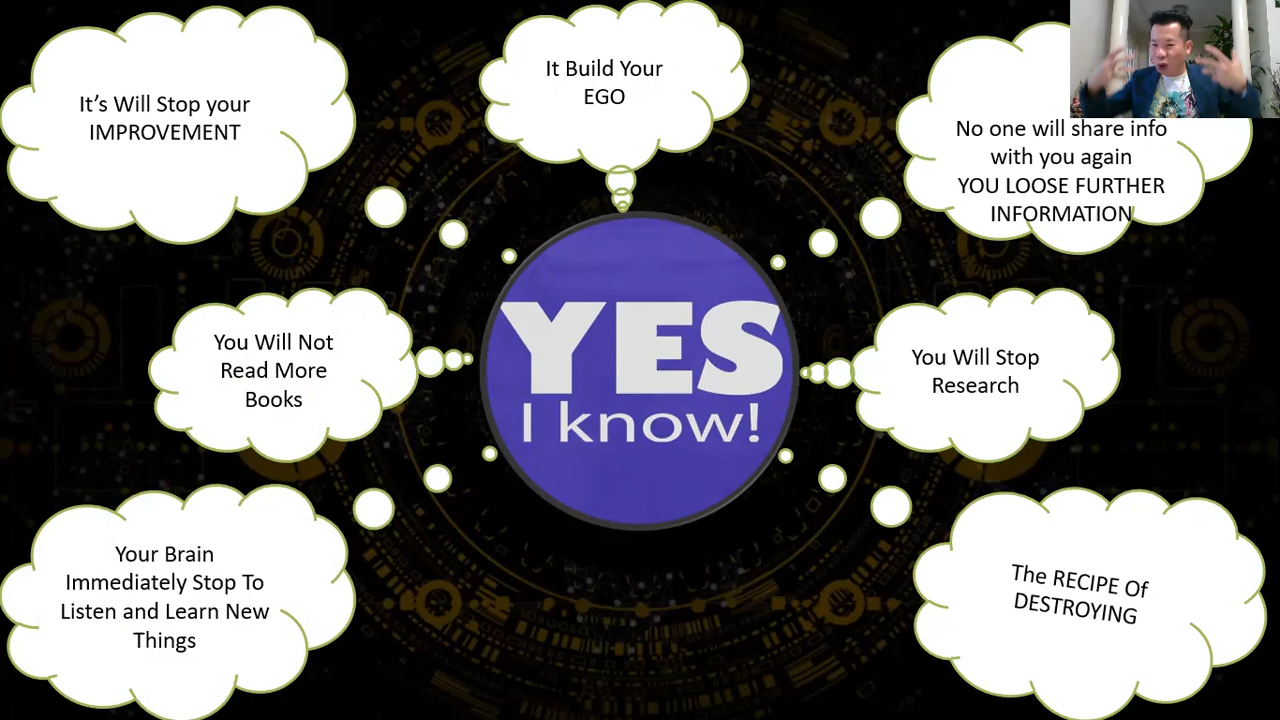 It's Will Stop your
IMPROVEMENT
It Build Your
EGO
No one will share info
with you again
YOU LOOSE FURTHER
INFORMATION
You Will Not
Read More
Books
YES
I know!
You Will Stop
Research
Your Brain
Immediately Stop To
Listen and Learn New
Things
The RECIPE Of
DESTROYING